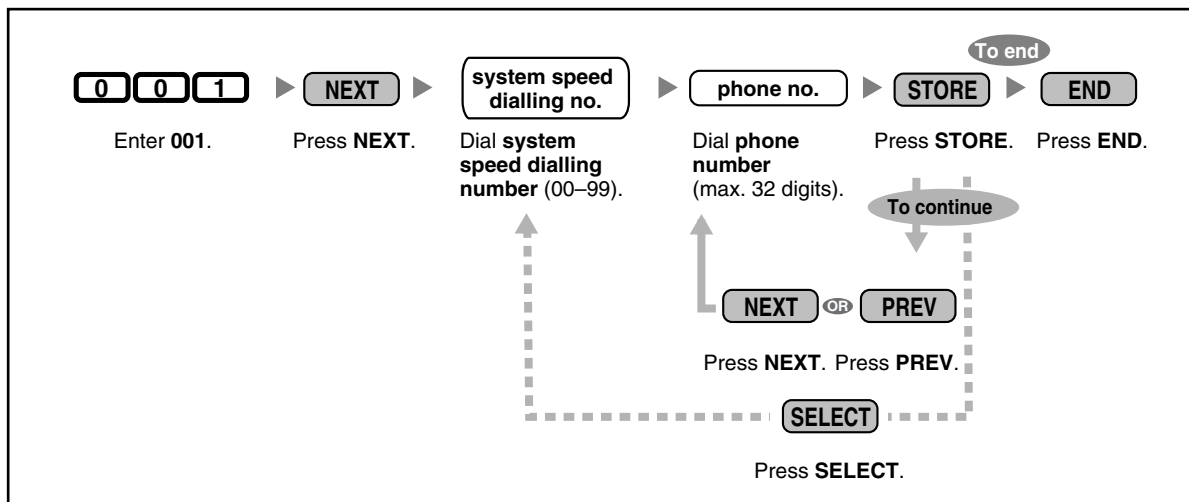 To end
0 0 1 NEXT system speed dialling no. phone no. STORE END
Enter 001. Press NEXT. Dial system speed dialling number (00–99). Dial phone number (max. 32 digits). Press STORE. Press END.
To continue
NEXT OR PREV
Press NEXT. Press PREV.
SELECT
Press SELECT.